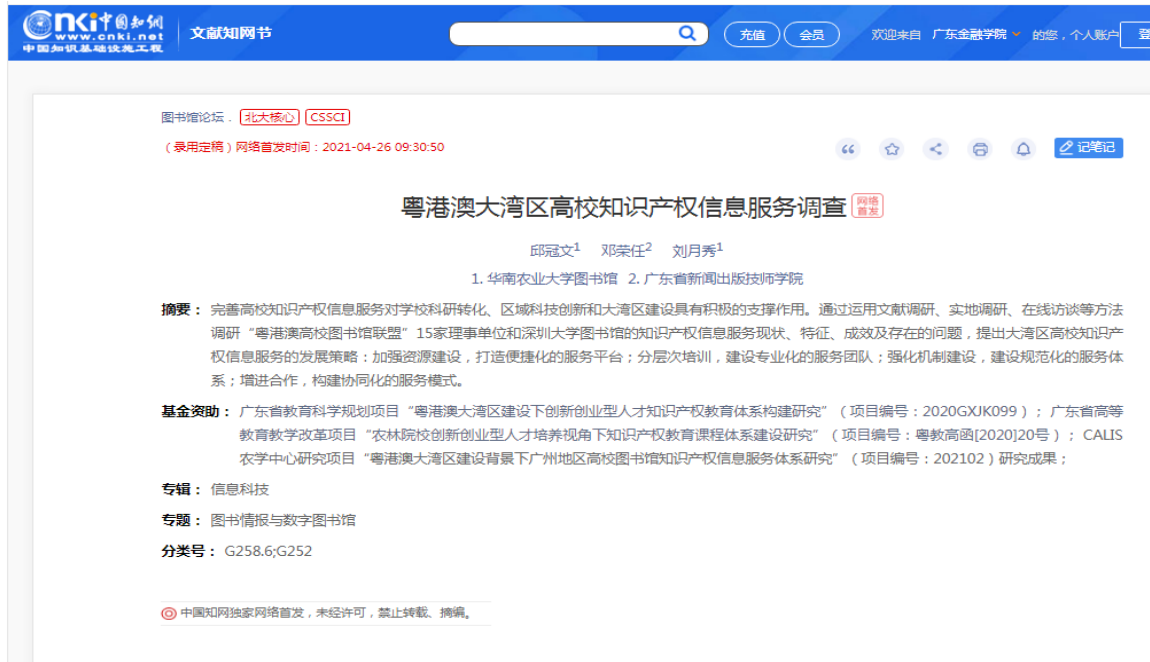 cnki中国知网
www.cnki.net
中国知识基础设施工程
文献知网节
充值
会员
欢迎来自 广东金融学院 的您，个人账户
登
图书馆论坛 . 北大核心 CSSCI
（录用定稿）网络首发时间：2021-04-26 09:30:50
记笔记
粤港澳大湾区高校知识产权信息服务调查 网络首发
邱冠文1 邓荣任2 刘月秀1
1. 华南农业大学图书馆 2. 广东省新闻出版技师学院
摘要： 完善高校知识产权信息服务对学校科研转化、区域科技创新和大湾区建设具有积极的支撑作用。通过运用文献调研、实地调研、在线访谈等方法
调研“粤港澳高校图书馆联盟”15家理事单位和深圳大学图书馆的知识产权信息服务现状、特征、成效及存在的问题，提出大湾区高校知识产
权信息服务的发展策略：加强资源建设，打造便捷化的服务平台；分层次培训，建设专业化的服务团队；强化机制建设，建设规范化的服务体
系；增进合作，构建协同化的服务模式。
基金资助： 广东省教育科学规划项目“粤港澳大湾区建设下创新创业型人才知识产权教育体系构建研究”（项目编号：2020GXJK099）；广东省高等
教育教学改革项目“农林院校创新创业型人才培养视角下知识产权教育课程体系建设研究”（项目编号：粤教高函[2020]20号）；CALIS
农学中心研究项目“粤港澳大湾区建设背景下广州地区高校图书馆知识产权信息服务体系研究”（项目编号：202102）研究成果；
专辑： 信息科技
专题： 图书情报与数字图书馆
分类号： G258.6;G252
中国知网独家网络首发，未经许可，禁止转载、摘编。